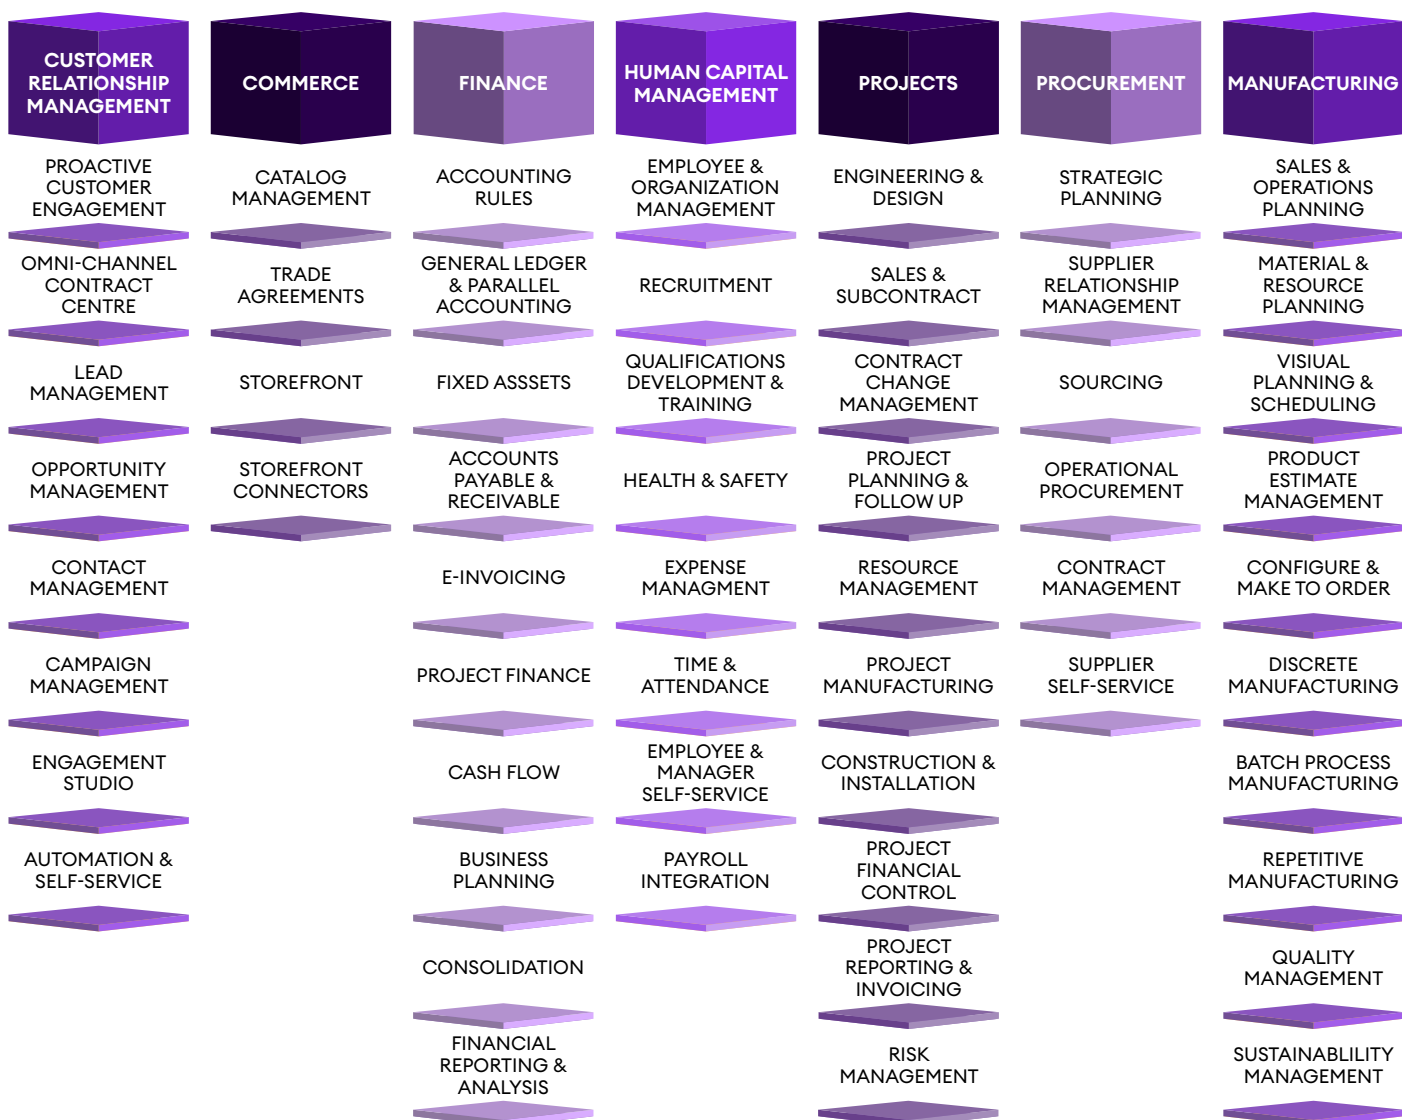 CUSTOMER
RELATIONSHIP
MANAGEMENT
PROACTIVE
CUSTOMER
ENGAGEMENT
OMNI-CHANNEL
CONTRACT
CENTRE
LEAD
MANAGEMENT
OPPORTUNITY
MANAGEMENT
CONTACT
MANAGEMENT
CAMPAIGN
MANAGEMENT
ENGAGEMENT
STUDIO
AUTOMATION &
SELF-SERVICE
COMMERCE
CATALOG
MANAGEMENT
TRADE
AGREEMENTS
STOREFRONT
STOREFRONT
CONNECTORS
FINANCE
ACCOUNTING
RULES
GENERAL LEDGER
& PARALLEL
ACCOUNTING
FIXED ASSSETS
ACCOUNTS
PAYABLE &
RECEIVABLE
E-INVOICING
PROJECT FINANCE
CASH FLOW
BUSINESS
PLANNING
CONSOLIDATION
FINANCIAL
REPORTING &
ANALYSIS
HUMAN CAPITAL
MANAGEMENT
EMPLOYEE &
ORGANIZATION
MANAGEMENT
RECRUITMENT
QUALIFICATIONS
DEVELOPMENT &
TRAINING
HEALTH & SAFETY
EXPENSE
MANAGMENT
TIME &
ATTENDANCE
EMPLOYEE &
MANAGER
SELF-SERVICE
PAYROLL
INTEGRATION
PROJECTS
ENGINEERING &
DESIGN
SALES &
SUBCONTRACT
CONTRACT
CHANGE
MANAGEMENT
PROJECT
PLANNING &
FOLLOW UP
RESOURCE
MANAGEMENT
PROJECT
MANUFACTURING
CONSTRUCTION &
INSTALLATION
PROJECT
FINANCIAL
CONTROL
PROJECT
REPORTING &
INVOICING
RISK
MANAGEMENT
PROCUREMENT
STRATEGIC
PLANNING
SUPPLIER
RELATIONSHIP
MANAGEMENT
SOURCING
OPERATIONAL
PROCUREMENT
CONTRACT
MANAGEMENT
SUPPLIER
SELF-SERVICE
MANUFACTURING
SALES &
OPERATIONS
PLANNING
MATERIAL &
RESOURCE
PLANNING
VISIUAL
PLANNING &
SCHEDULING
PRODUCT
ESTIMATE
MANAGEMENT
CONFIGURE &
MAKE TO ORDER
DISCRETE
MANUFACTURING
BATCH PROCESS
MANUFACTURING
REPETITIVE
MANUFACTURING
QUALITY
MANAGEMENT
SUSTAINABLILITY
MANAGEMENT